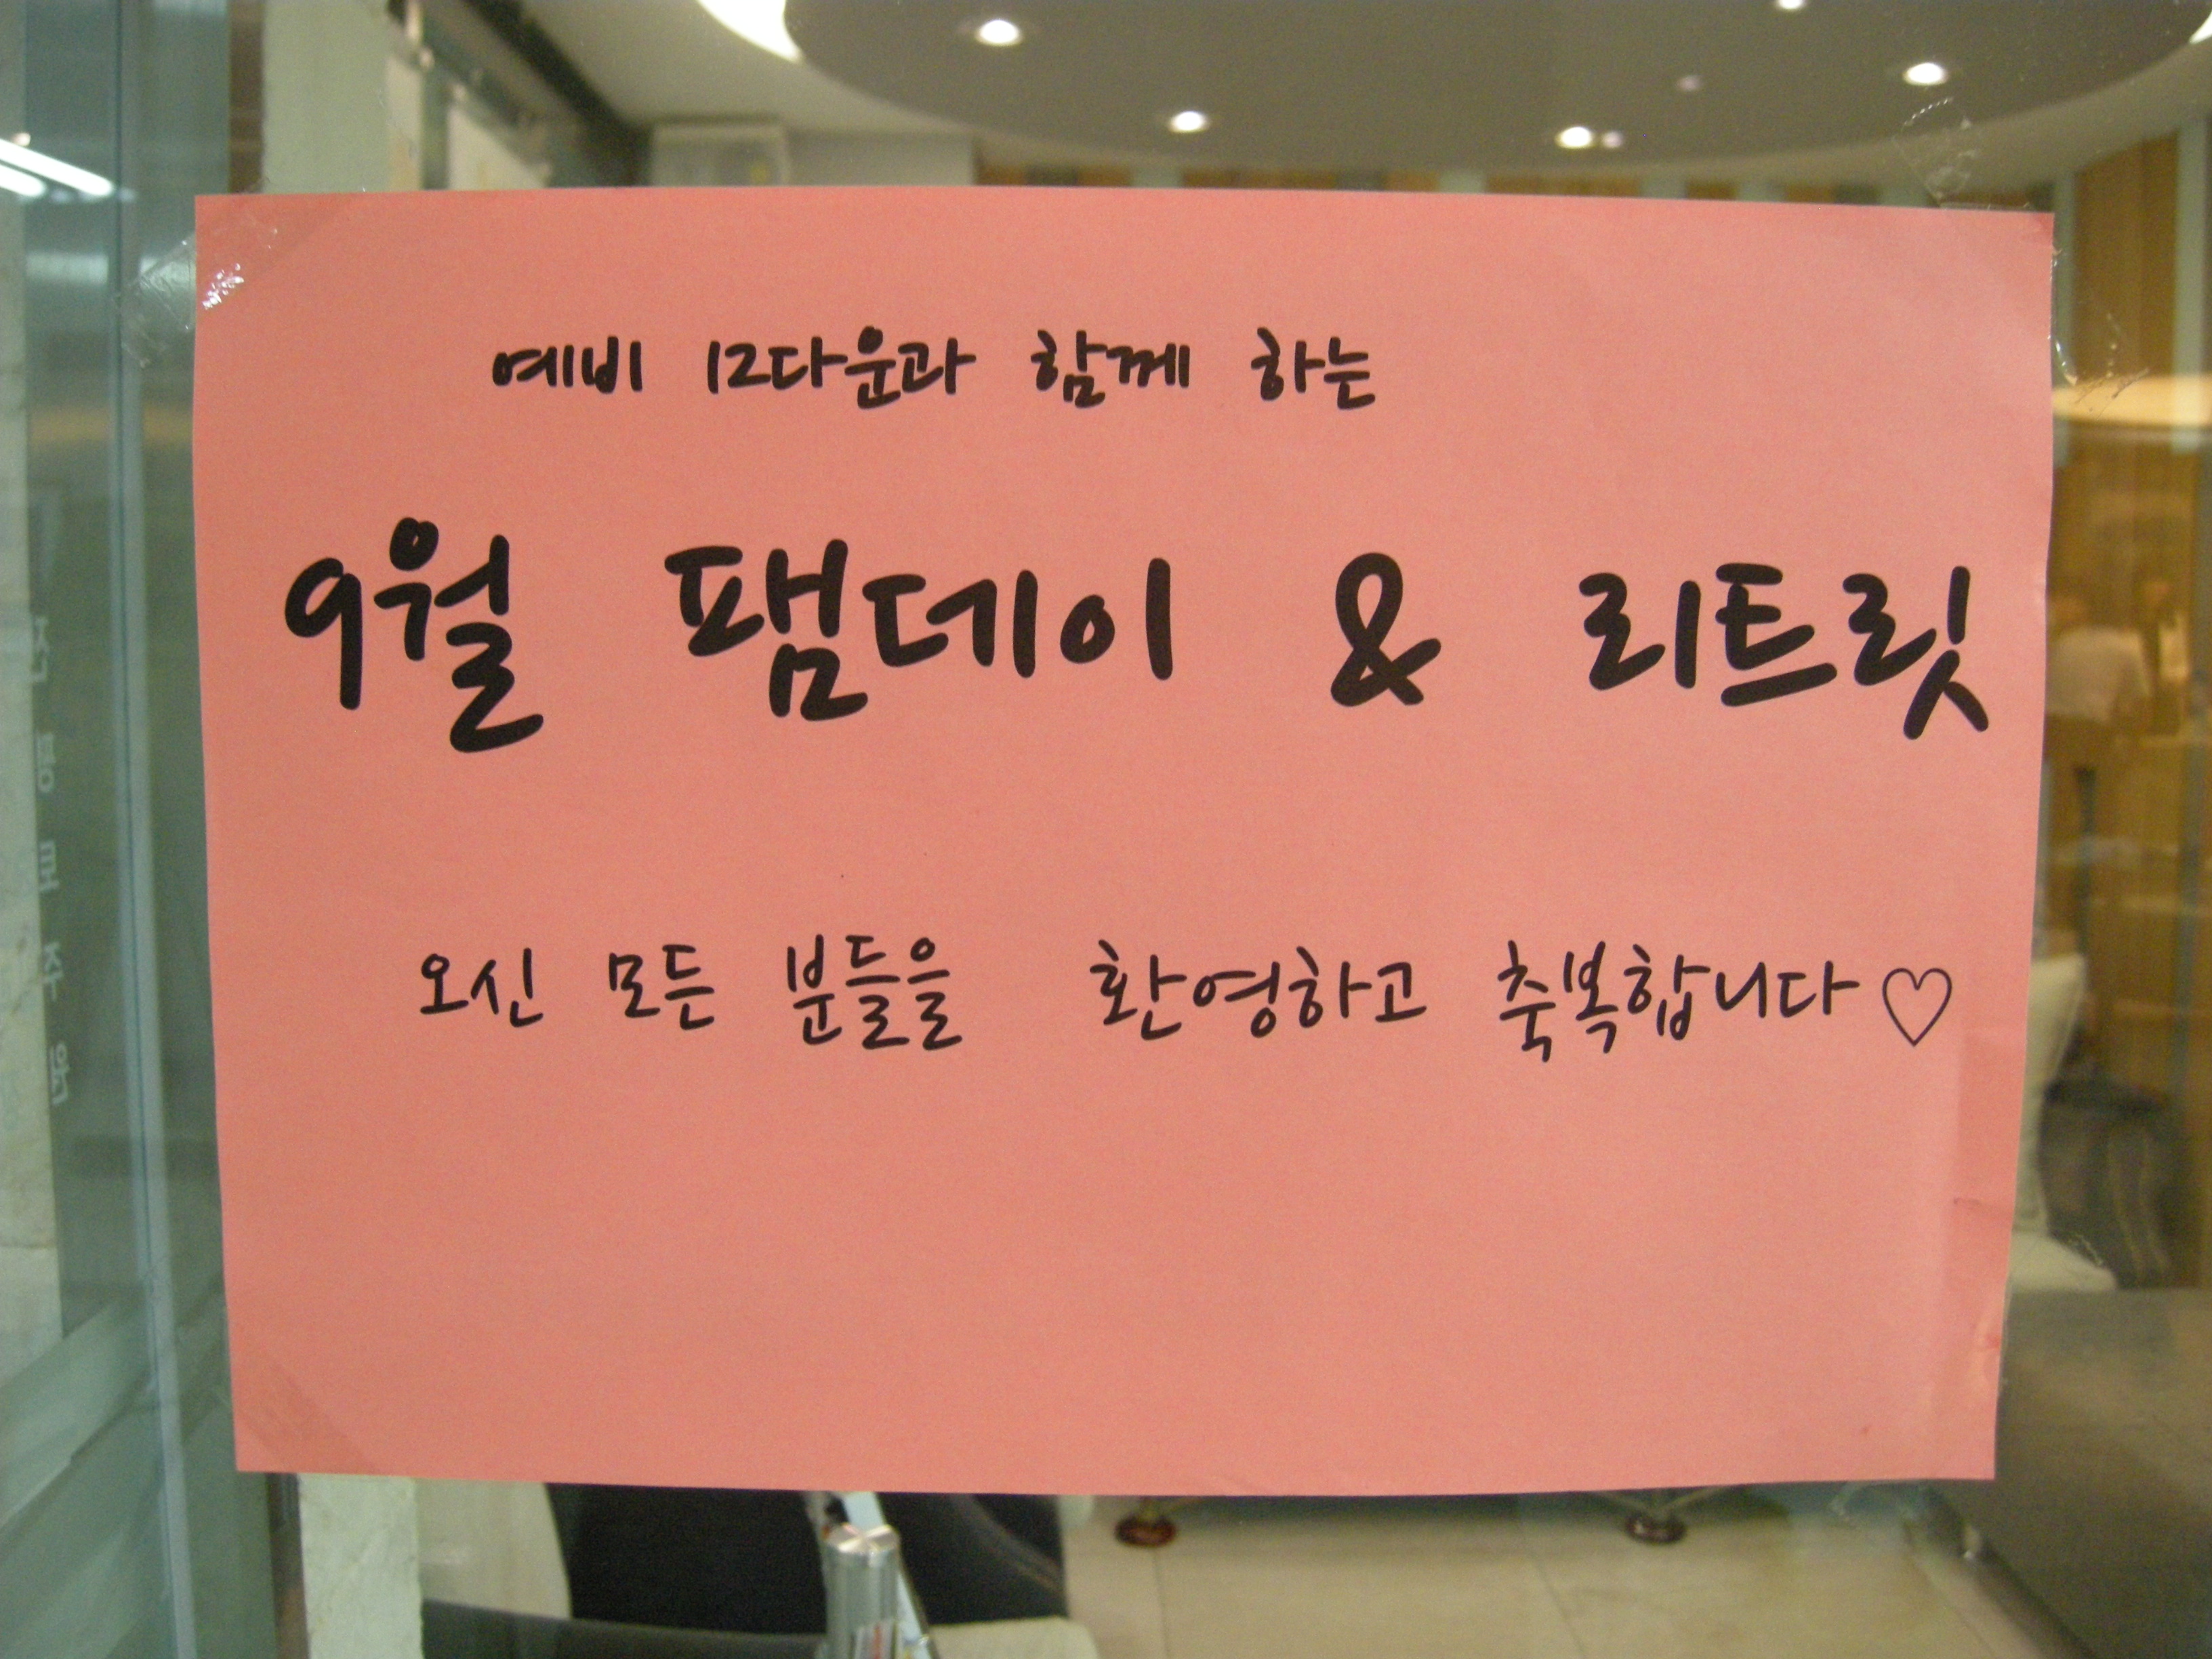 예비 12다운과 함께 하는
9월 팸데이 & 리트릿
오신 모든 분들을 환영하고 축복합니다♡